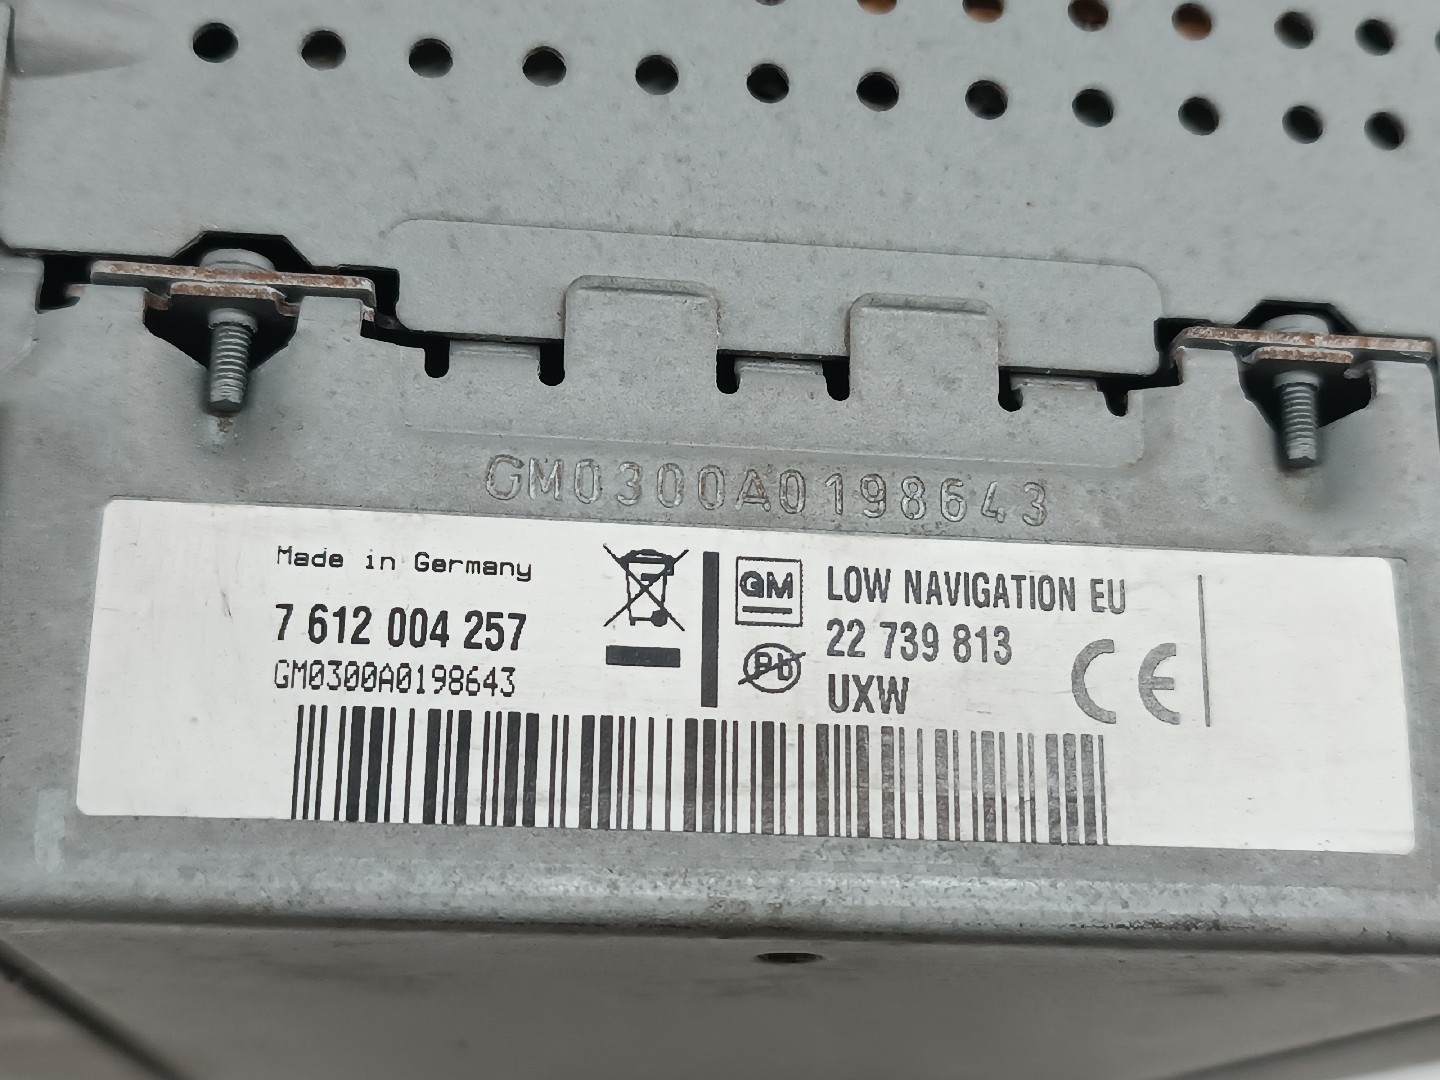 GM0300A0198643
Made in Germany
7 612 004 257
GM0300A0198643
GM
Pb
LOW NAVIGATION EU
22 739 813
UXW
CE